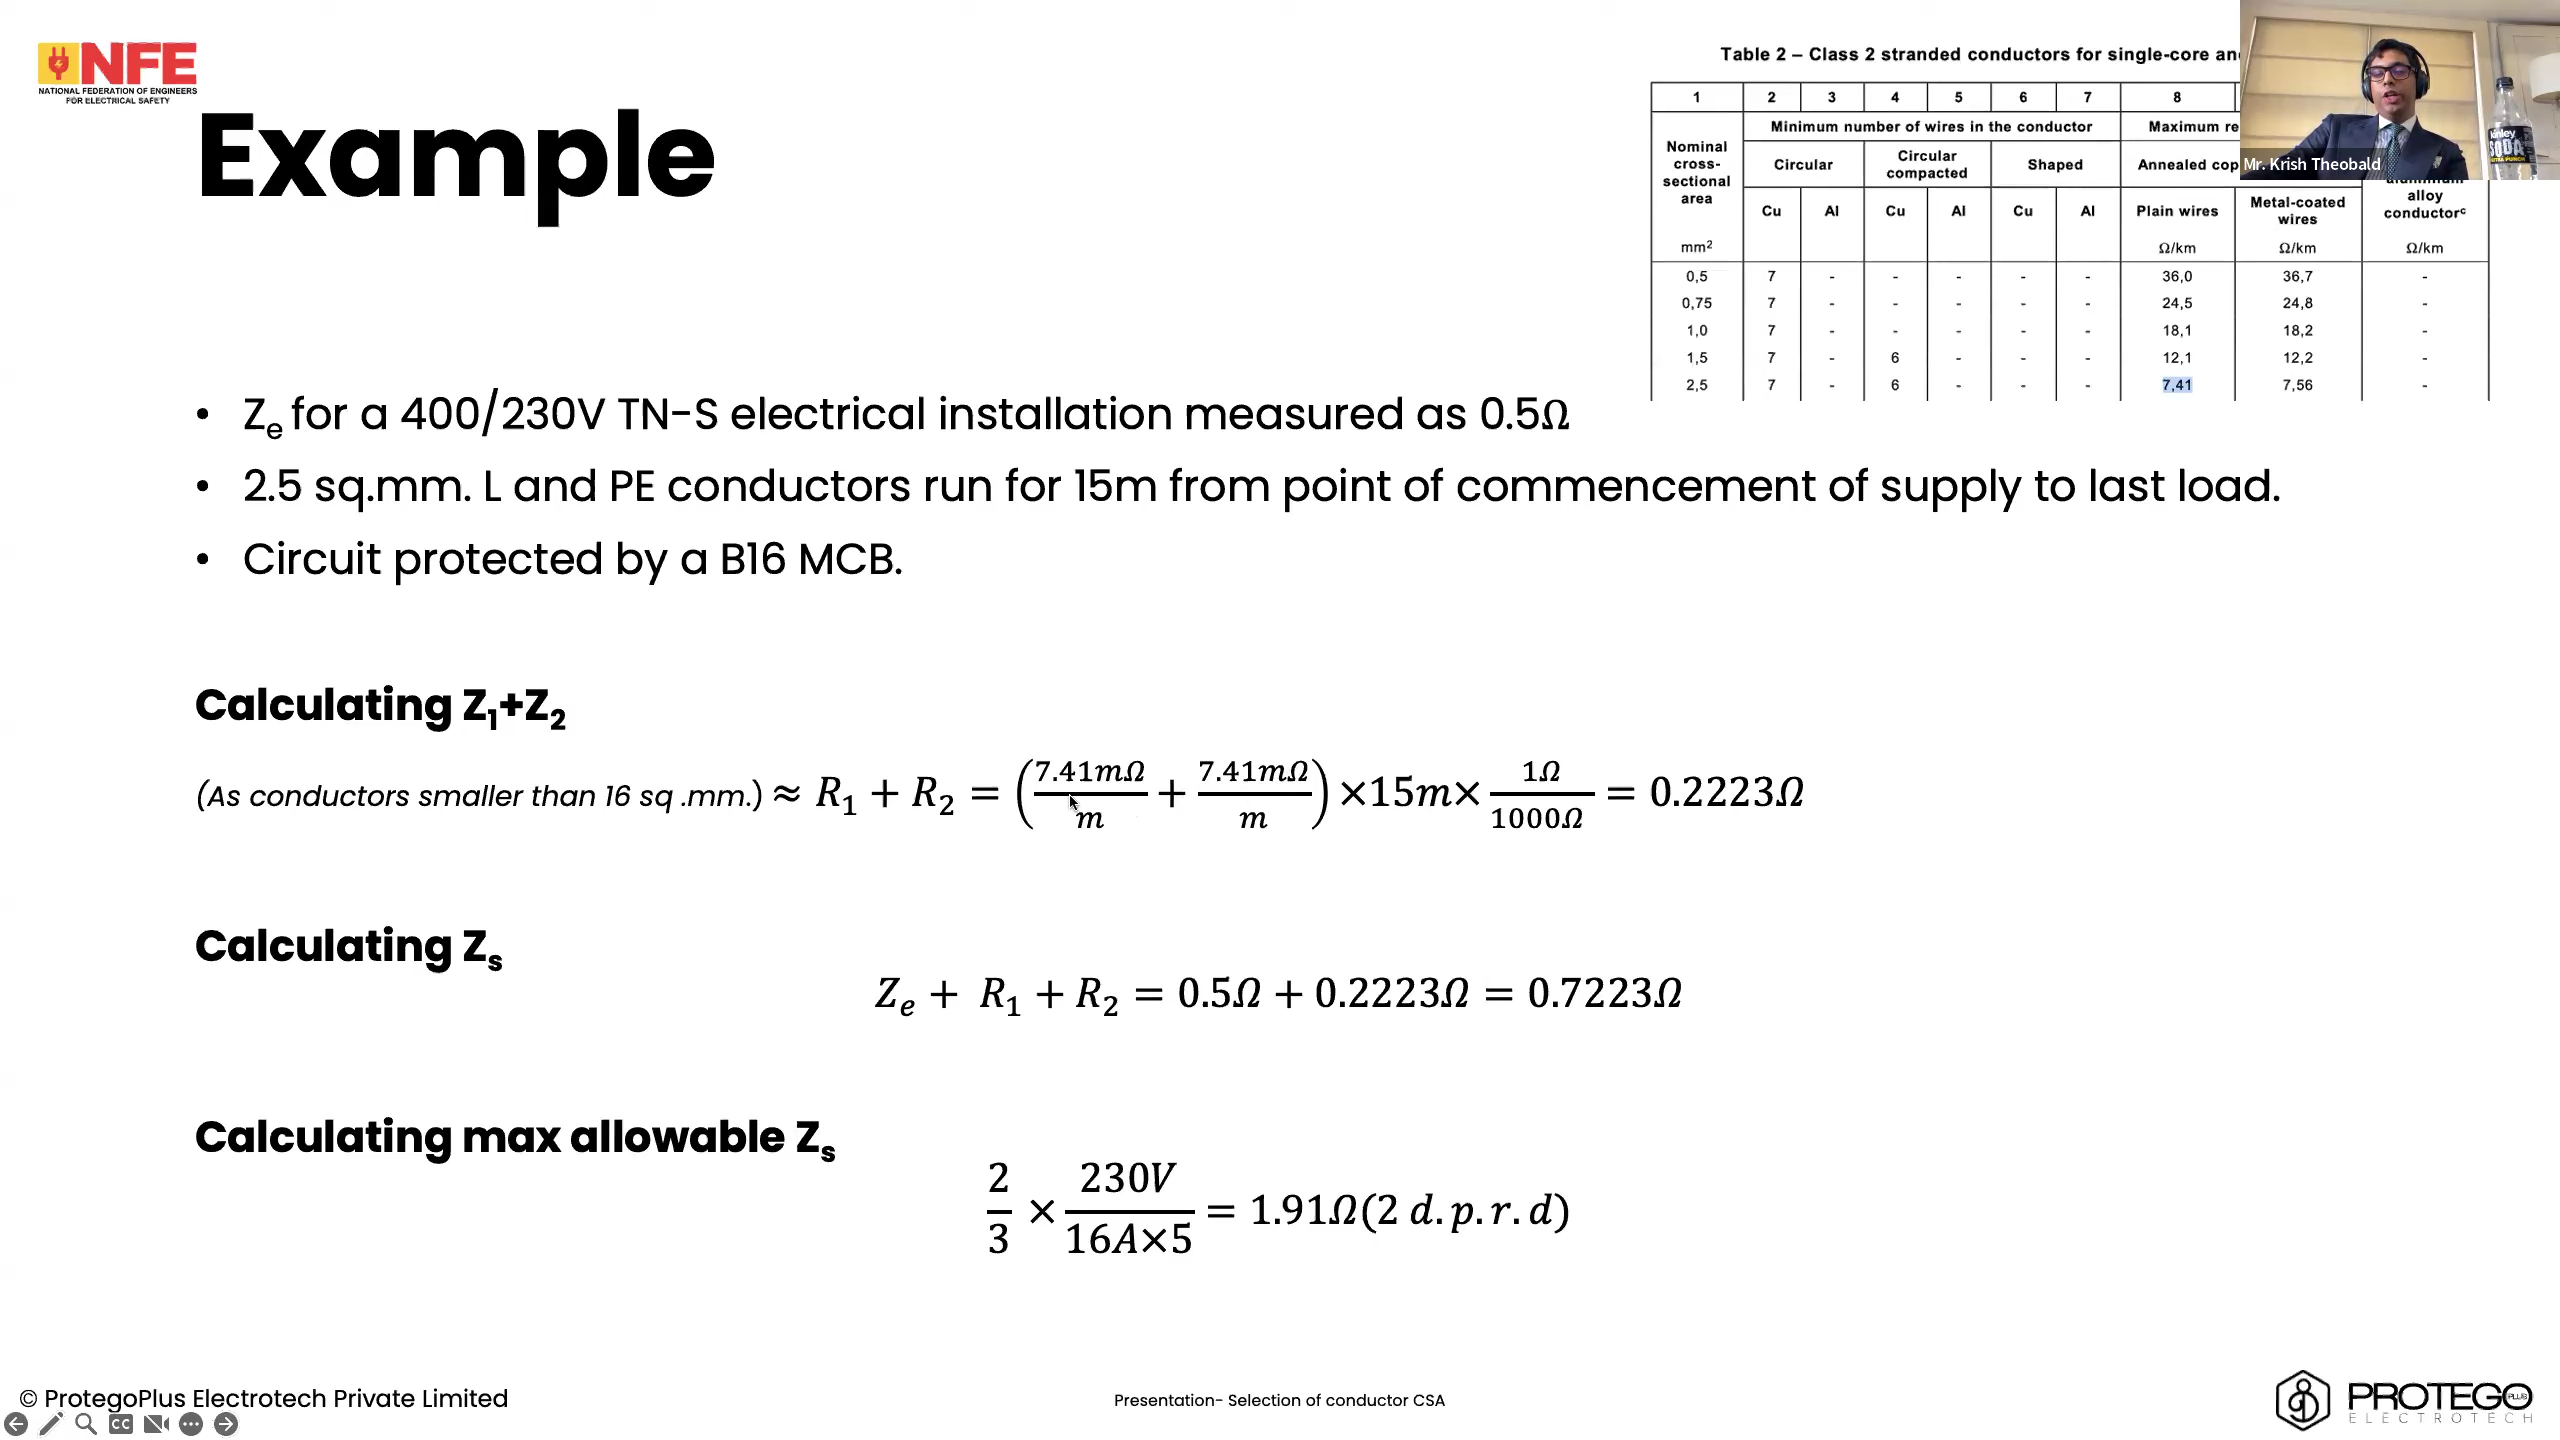 NFE
NATIONAL FEDERATION OF ENGINEERS
FOR ELECTRICAL SAFETY
Example
Table 2 – Class 2 stranded conductors for single-core
1 2 3 4 5 6 7 8
Nominal cross-sectional area
mm²
Minimum number of wires in the conductor
Maximum
Circular
Circular compacted
Shaped
Annealed
alloy conductorᶜ
Cu Al Cu Al Cu Al Plain wires Metal-coated wires
Ω/km Ω/km Ω/km
0,5 7 - - - - - 36,0 36,7 -
0,75 7 - - - - - 24,5 24,8 -
1,0 7 - - - - - 18,1 18,2 -
1,5 7 - 6 - - - 12,1 12,2 -
2,5 7 - 6 - - - 7,41 7,56 -
Mr. Krish Theobald
SODA
• Zₑ for a 400/230V TN-S electrical installation measured as 0.5Ω
• 2.5 sq.mm. L and PE conductors run for 15m from point of commencement of supply to last load.
• Circuit protected by a B16 MCB.
Calculating Z₁+Z₂
(As conductors smaller than 16 sq .mm.) ≈ R₁ + R₂ = (7.41mΩ/m + 7.41mΩ/m) ×15m× 1Ω/1000Ω = 0.2223Ω
Calculating Zₛ
Zₑ + R₁ + R₂ = 0.5Ω + 0.2223Ω = 0.7223Ω
Calculating max allowable Zₛ
2/3 × 230V/16A×5 = 1.91Ω(2 d.p.r.d)
© ProtegoPlus Electrotech Private Limited
Presentation- Selection of conductor CSA
PROTEGO PLUS
ELECTROTECH
CC